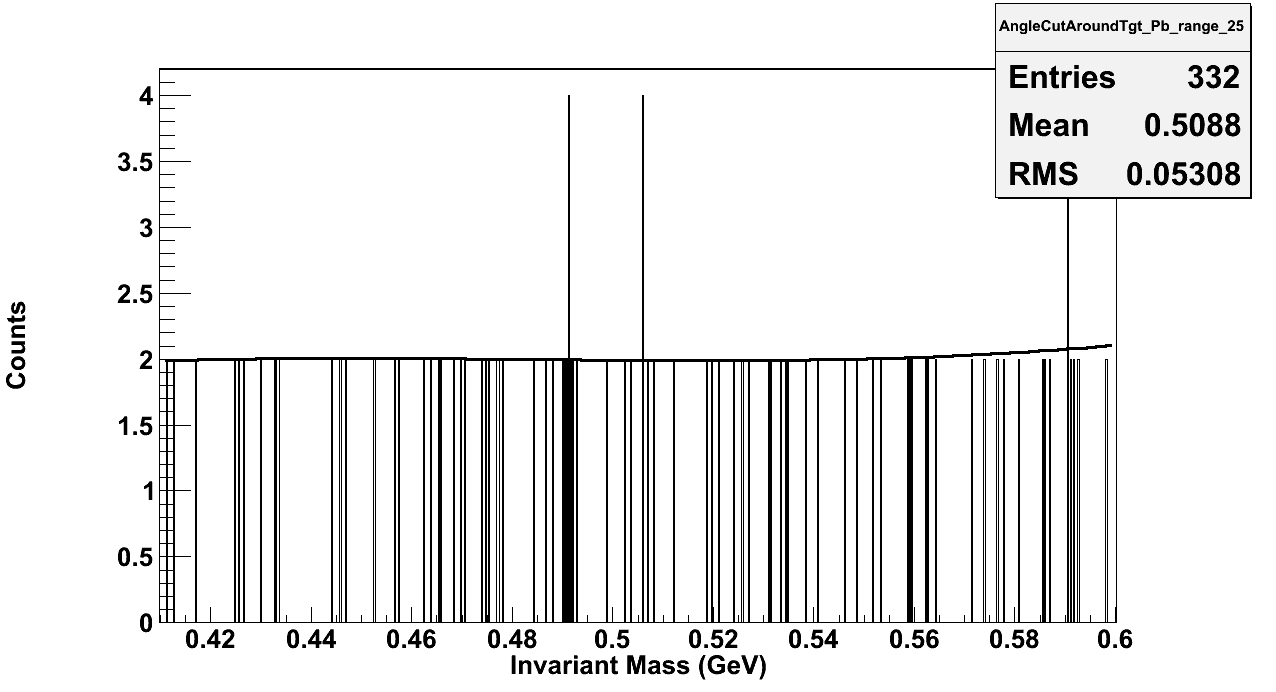 AngleCutAroundTgt_Pb_range_25
Entries 332
Mean 0.5088
RMS 0.05308
4
3.5
3
2.5
2
1.5
1
0.5
0
Counts
0.42 0.44 0.46 0.48 0.5 0.52 0.54 0.56 0.58 0.6
Invariant Mass (GeV)